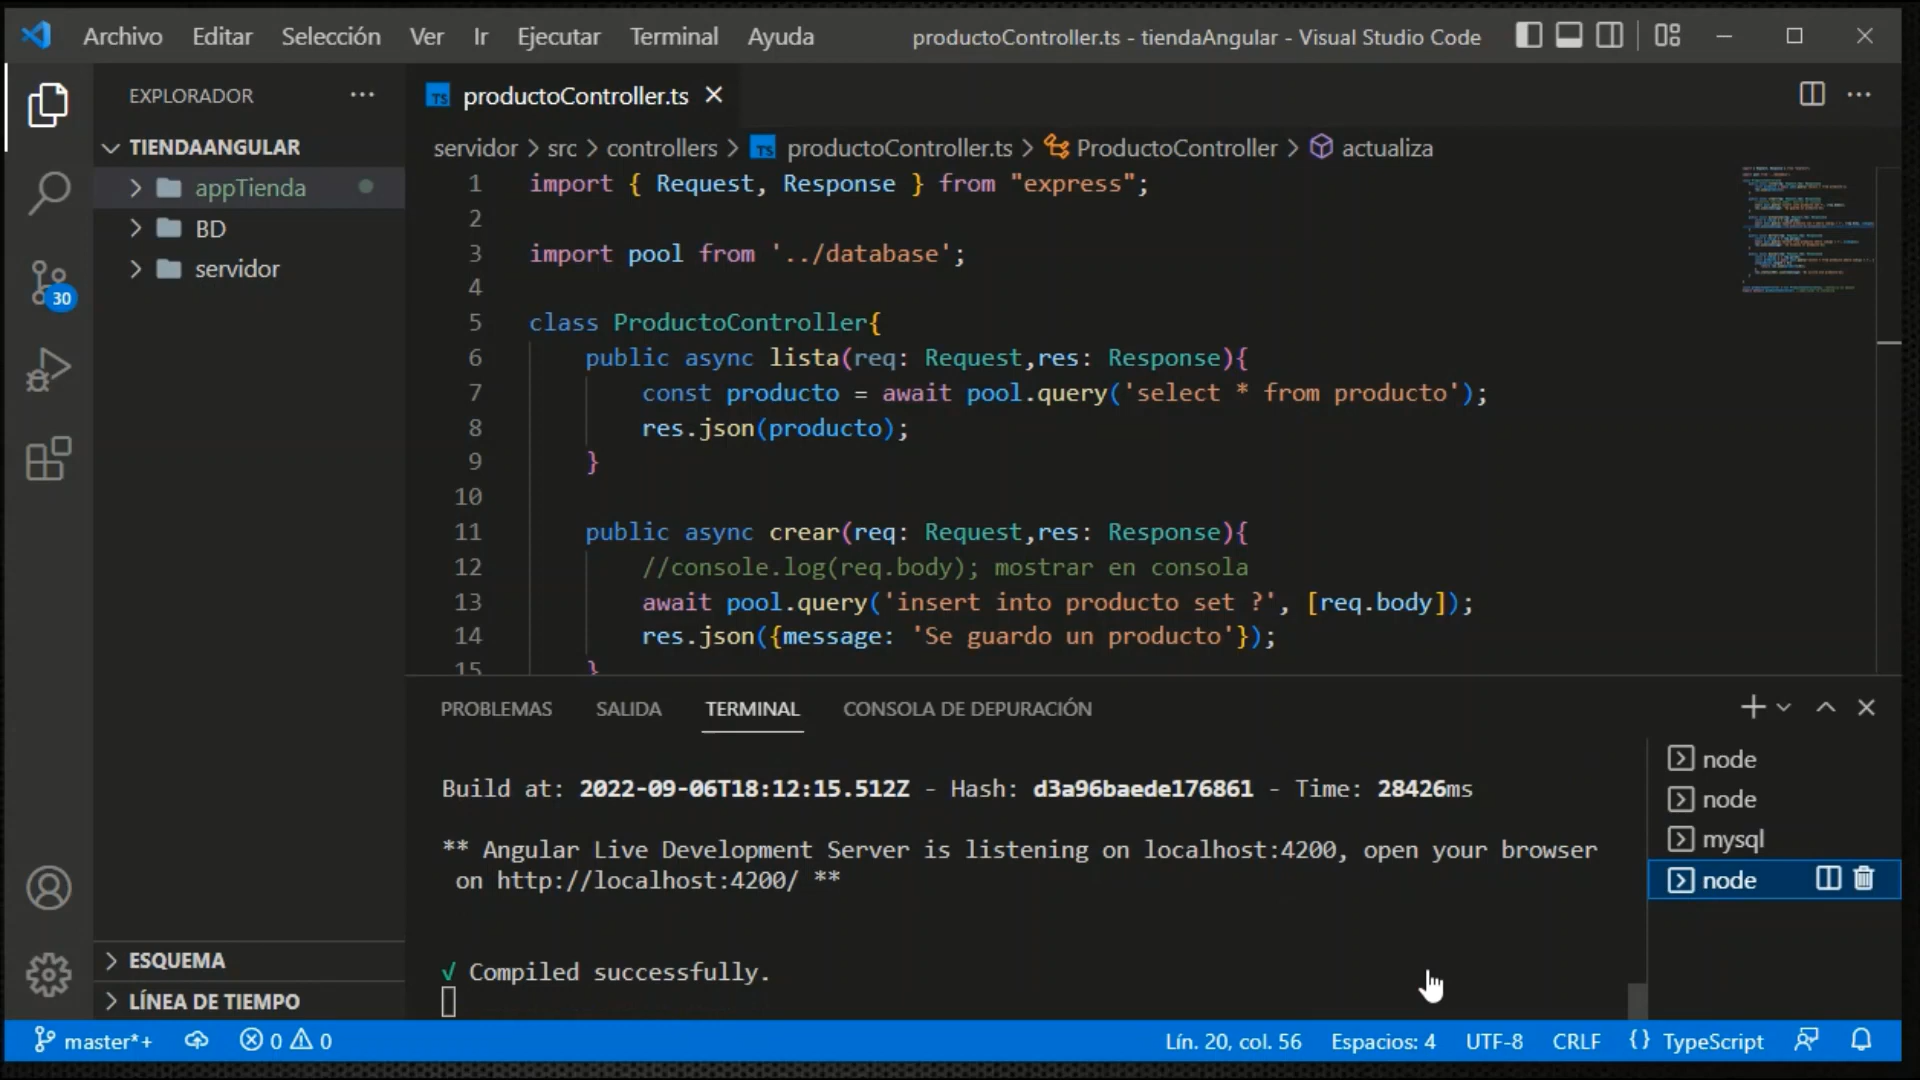 Archivo Editar Selección Ver Ir Ejecutar Terminal Ayuda productoController.ts - tiendaAngular - Visual Studio Code
EXPLORADOR
TIENDAANGULAR
appTienda
BD
servidor
30
ESQUEMA
LÍNEA DE TIEMPO
TS productoController.ts
servidor > src > controllers > TS productoController.ts > ProductoController > actualiza
1 import { Request, Response } from "express";
2
3 import pool from '../database';
4
5 class ProductoController{
6 public async lista(req: Request,res: Response){
7 const producto = await pool.query('select * from producto');
8 res.json(producto);
9 }
10
11 public async crear(req: Request,res: Response){
12 //console.log(req.body); mostrar en consola
13 await pool.query('insert into producto set ?', [req.body]);
14 res.json({message: 'Se guardo un producto'});
15 }
PROBLEMAS SALIDA TERMINAL CONSOLA DE DEPURACIÓN
Build at: 2022-09-06T18:12:15.512Z - Hash: d3a96baede176861 - Time: 28426ms
** Angular Live Development Server is listening on localhost:4200, open your browser
on http://localhost:4200/ **
√ Compiled successfully.
node
node
mysql
node
master*+ 0 0 Lín. 20, col. 56 Espacios: 4 UTF-8 CRLF {} TypeScript